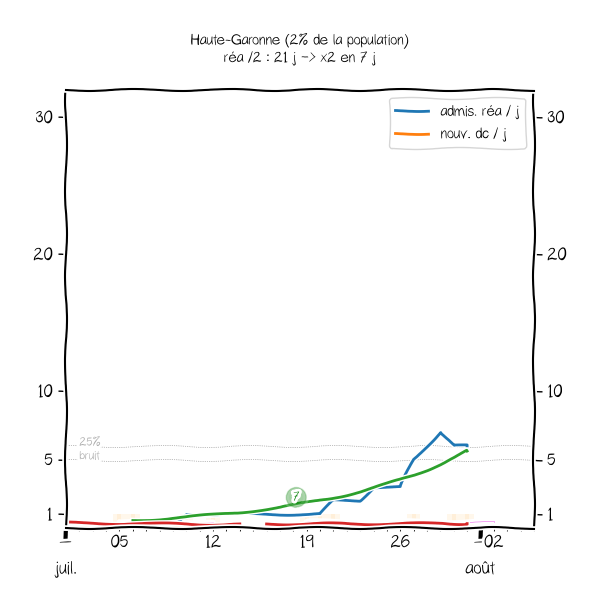 Haute-Garonne (2% de la population)
réa /2 : 21 j -> x2 en 7 j
admis. réa / j
nouv. dc / j
30
30
20
20
10
10
25%
bruit
5
5
7
1
1
05
12
19
26
02
juil.
août